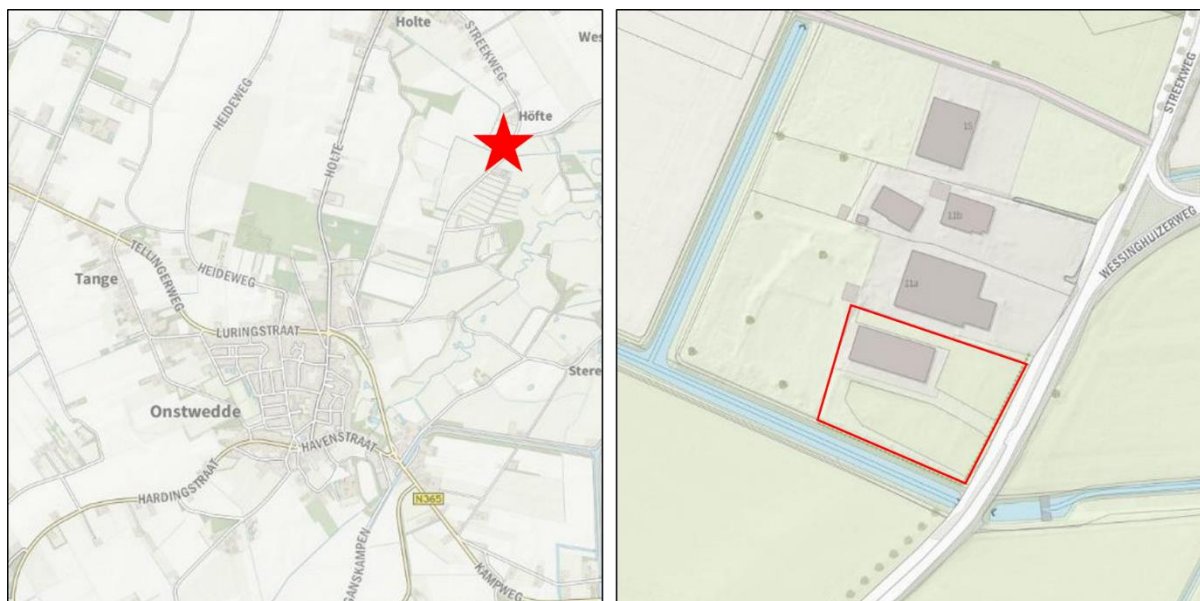 Holte
STREEKWEG
Wes
HEIDEWEG
HOLTE
Höfte
TELLINGERWEG
Tange
HEIDEWEG
LURINGSTRAAT
Stere
Onstwedde
HAVENSTRAAT
HARDINGSTRAAT
N365
GANSKAMPEN
KAMPWEG
STREEKWEG
15
11b
WESSINGHUIZERWEG
11a